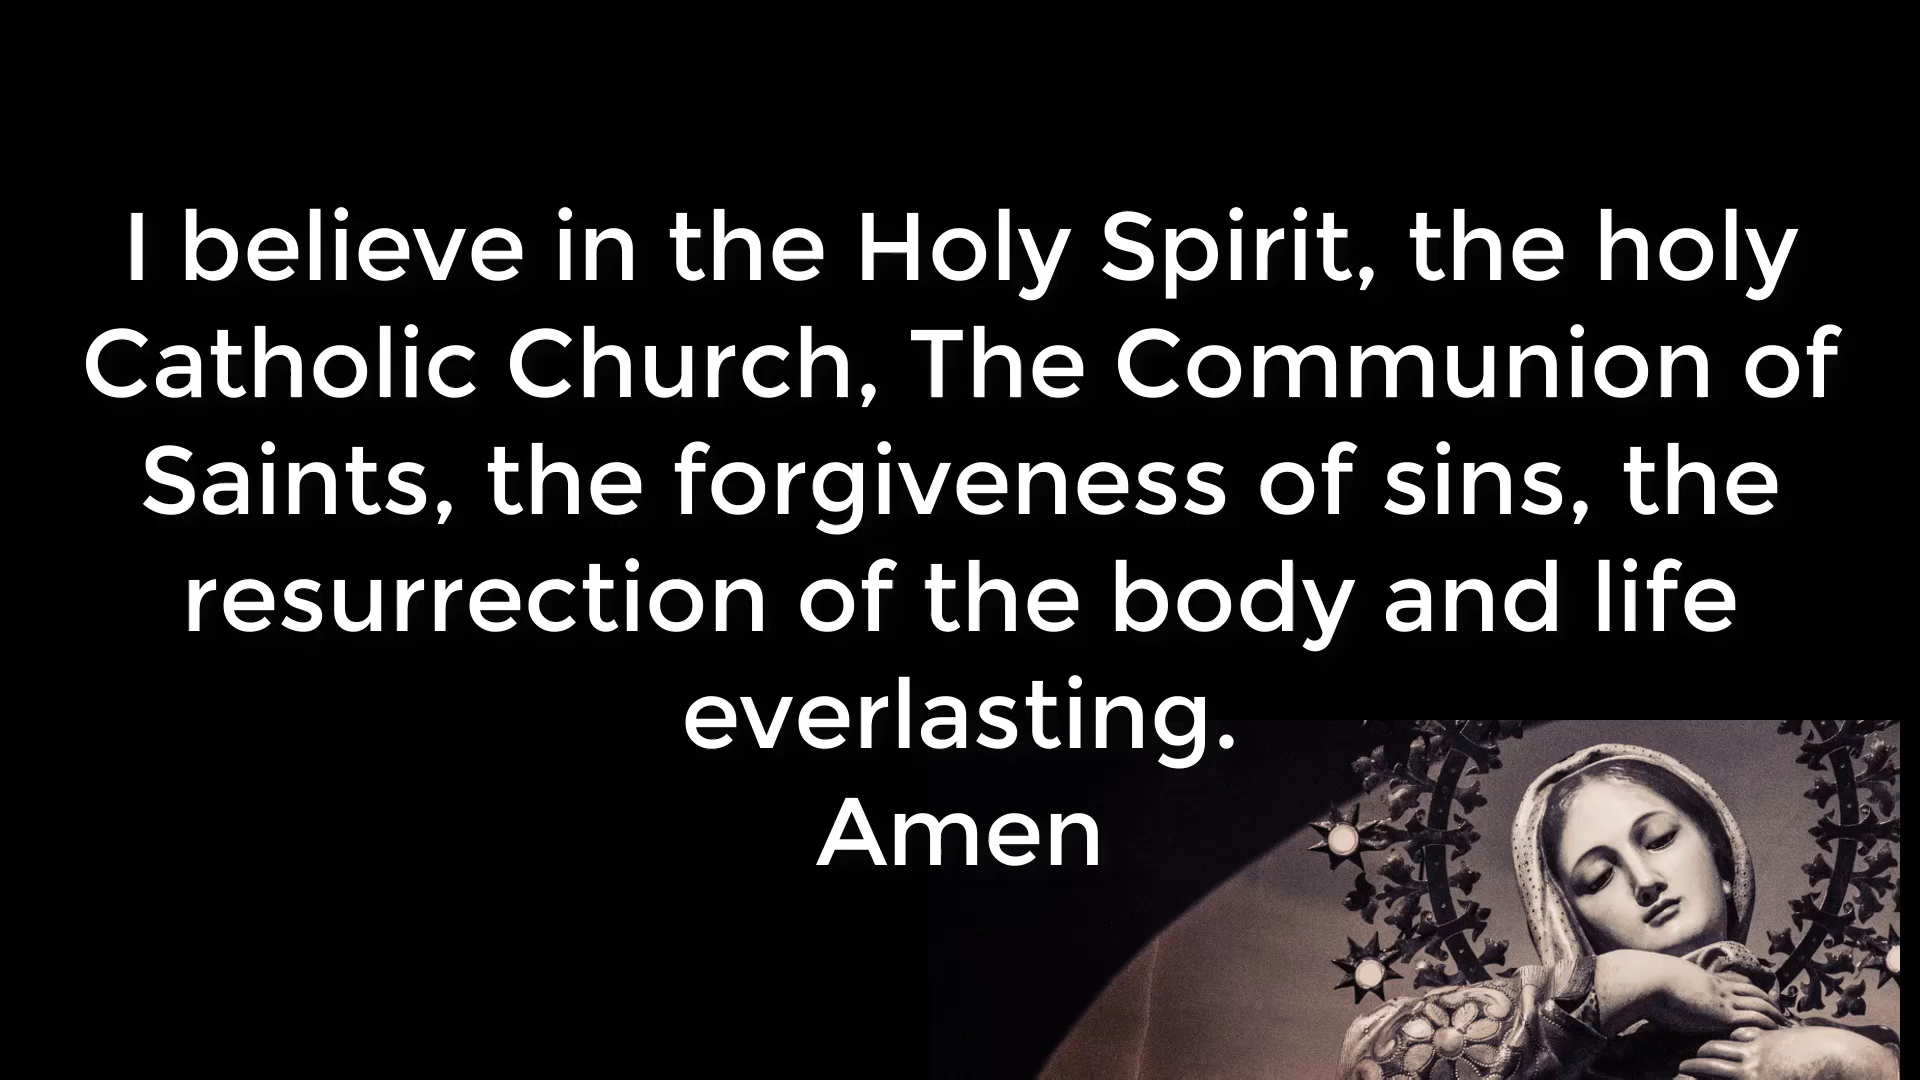 I believe in the Holy Spirit, the holy
Catholic Church, The Communion of
Saints, the forgiveness of sins, the
resurrection of the body and life
everlasting.
Amen